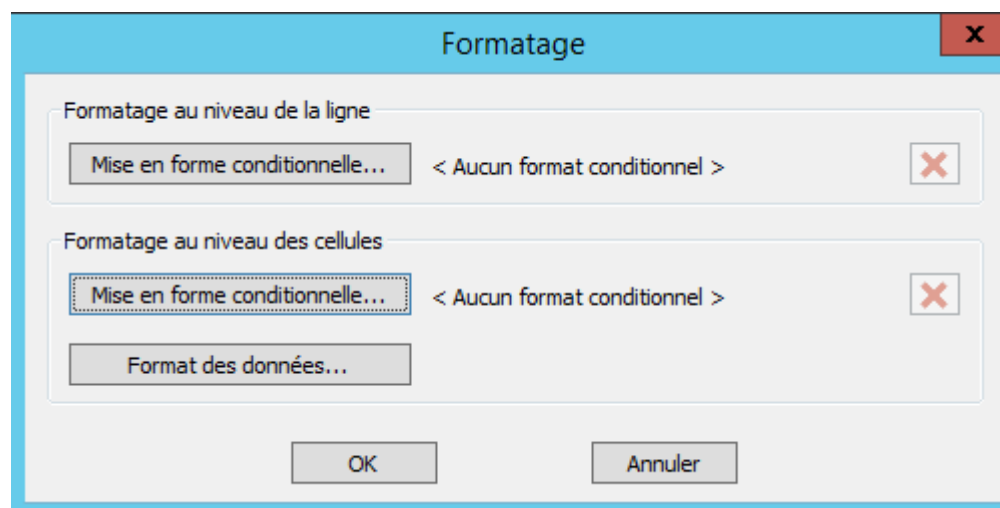 Formatage
Formatage au niveau de la ligne
Mise en forme conditionnelle... < Aucun format conditionnel >
Formatage au niveau des cellules
Mise en forme conditionnelle... < Aucun format conditionnel >
Format des données...
OK Annuler